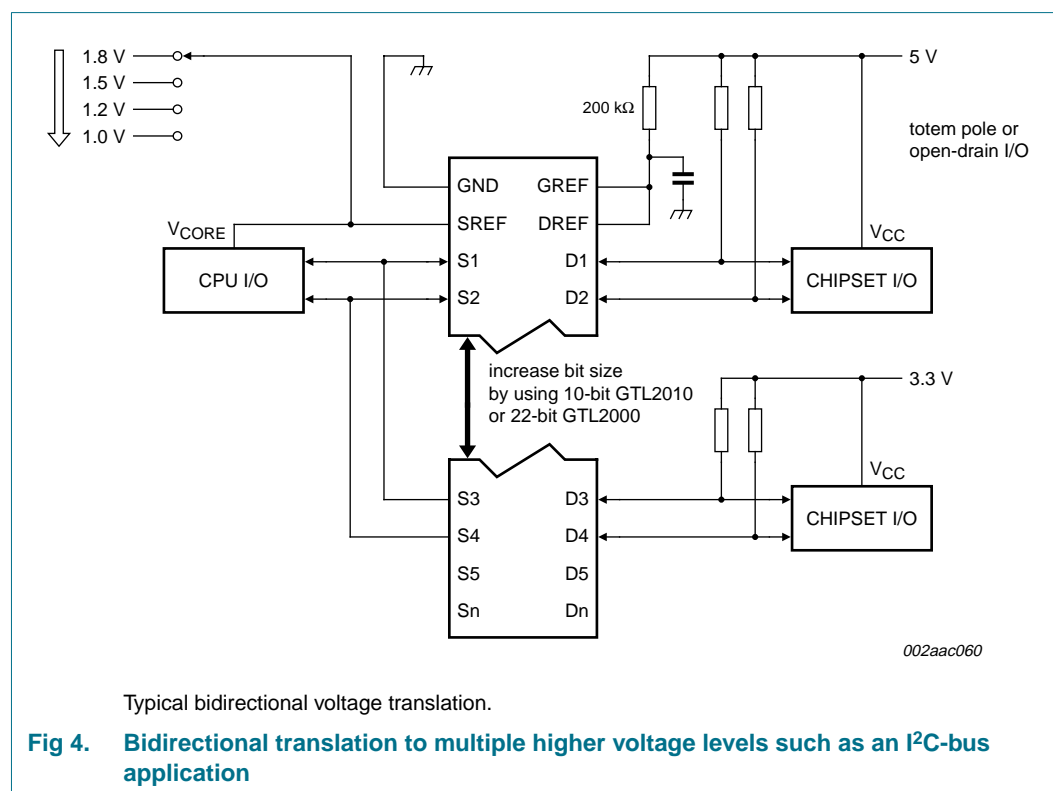 1.8 V
1.5 V
1.2 V
1.0 V
5 V
200 kΩ
totem pole or
open-drain I/O
GND GREF
SREF DREF
VCORE
VCC
S1 D1
CPU I/O
CHIPSET I/O
S2 D2
increase bit size
by using 10-bit GTL2010
or 22-bit GTL2000
3.3 V
VCC
S3 D3
CHIPSET I/O
S4 D4
S5 D5
Sn Dn
002aac060
Typical bidirectional voltage translation.
Fig 4. Bidirectional translation to multiple higher voltage levels such as an I²C-bus
application